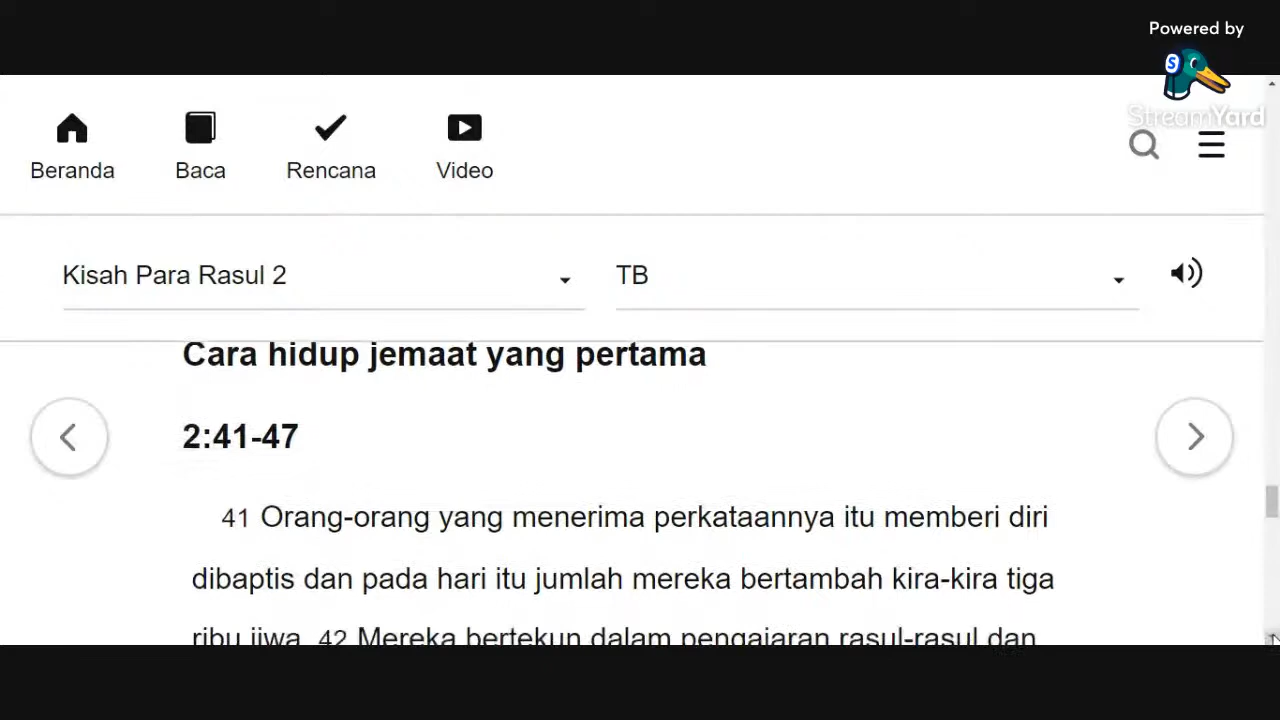 Powered by
StreamYard
Beranda
Baca
Rencana
Video
Kisah Para Rasul 2
TB
Cara hidup jemaat yang pertama
2:41-47
41 Orang-orang yang menerima perkataannya itu memberi diri
dibaptis dan pada hari itu jumlah mereka bertambah kira-kira tiga
ribu jiwa. 42 Mereka bertekun dalam pengajaran rasul-rasul dan